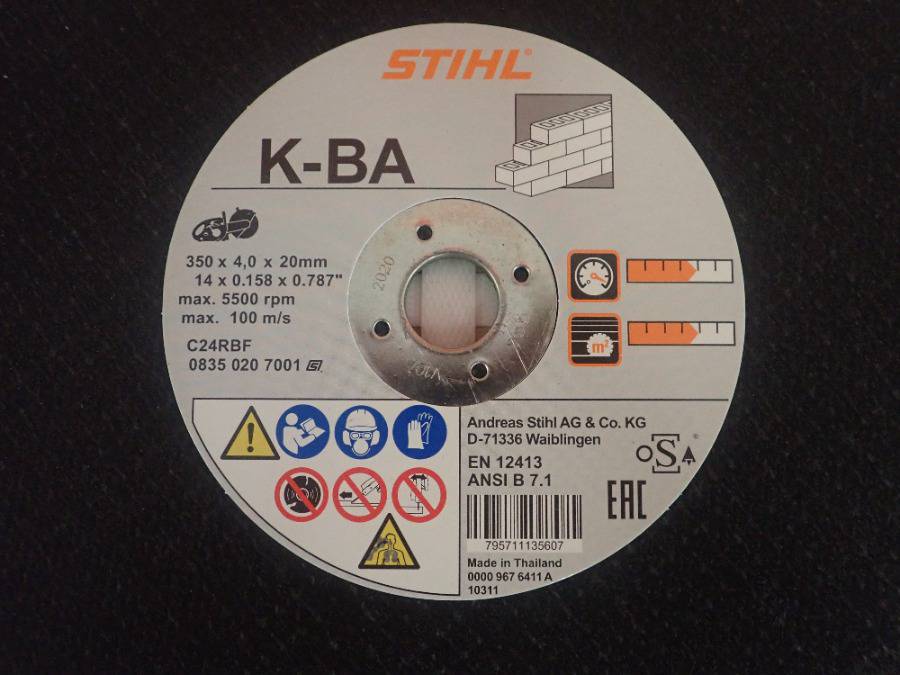 STIHL®
K-BA
350 x 4,0 x 20mm
14 x 0.158 x 0.787"
max. 5500 rpm
max. 100 m/s
C24RBF
0835 020 7001
2020
V107
m²
Andreas Stihl AG & Co. KG
D-71336 Waiblingen
EN 12413
ANSI B 7.1
oSA
EAC
795711135607
Made in Thailand
0000 967 6411 A
10311